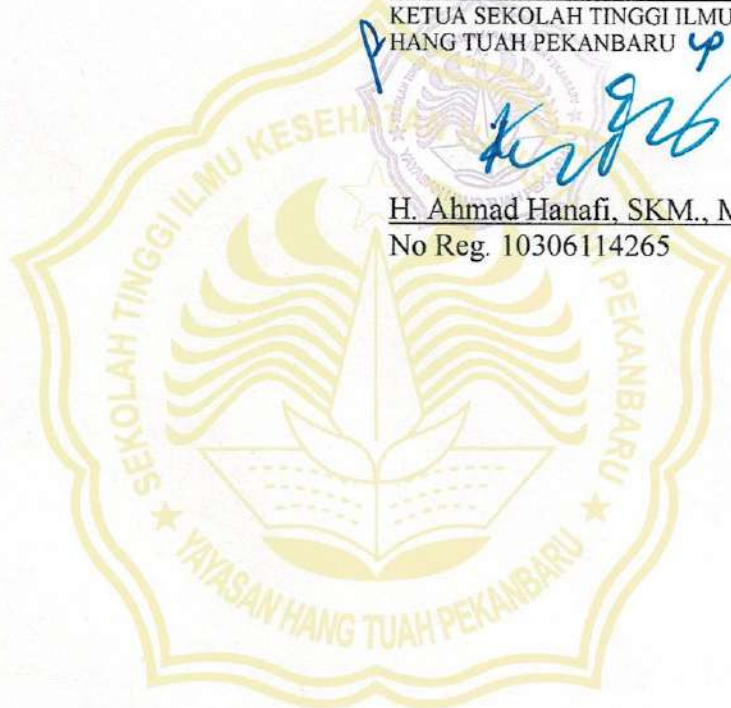 KETUA SEKOLAH TINGGI ILMU
HANG TUAH PEKANBARU
H. Ahmad Hanafi, SKM., M
No Reg. 10306114265
SEKOLAH TINGGI ILMU KESEHATAN
PEKANBARU
YAYASAN HANG TUAH PEKANBARU